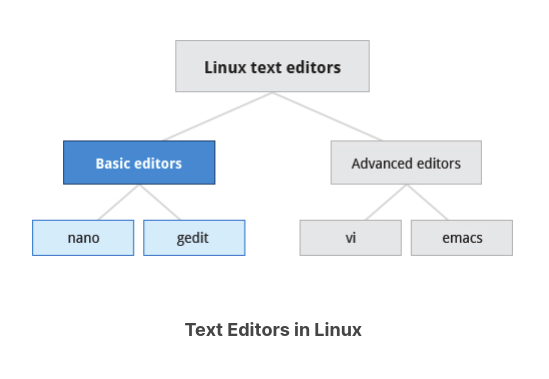 Linux text editors
Basic editors
Advanced editors
nano
gedit
vi
emacs
Text Editors in Linux